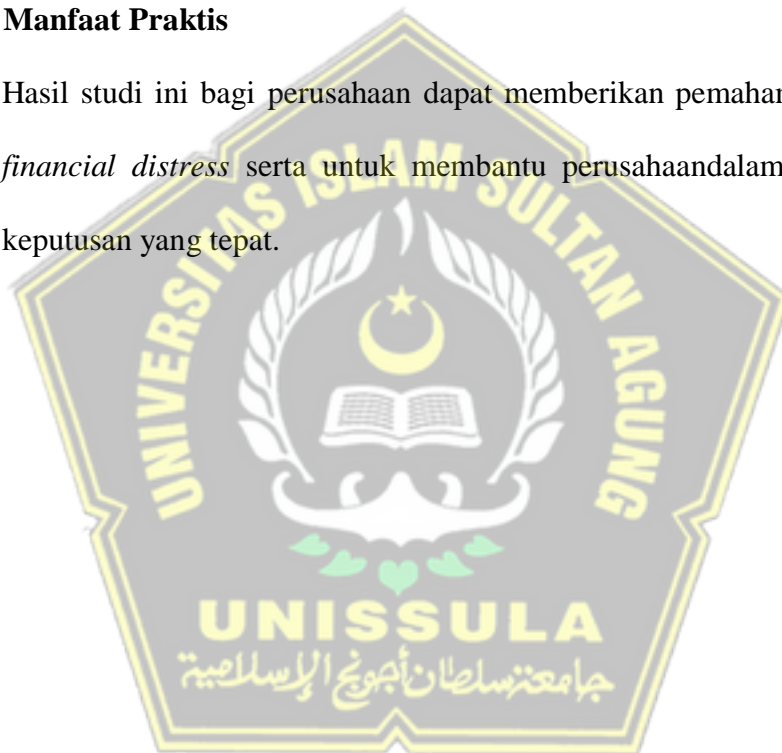 Manfaat Praktis
Hasil studi ini bagi perusahaan dapat memberikan pemahan
financial distress serta untuk membantu perusahaandalam
keputusan yang tepat.
UNIVERSITAS ISLAM SULTAN AGUNG
UNISSULA
جامعة سلطان أجونج الإسلامية